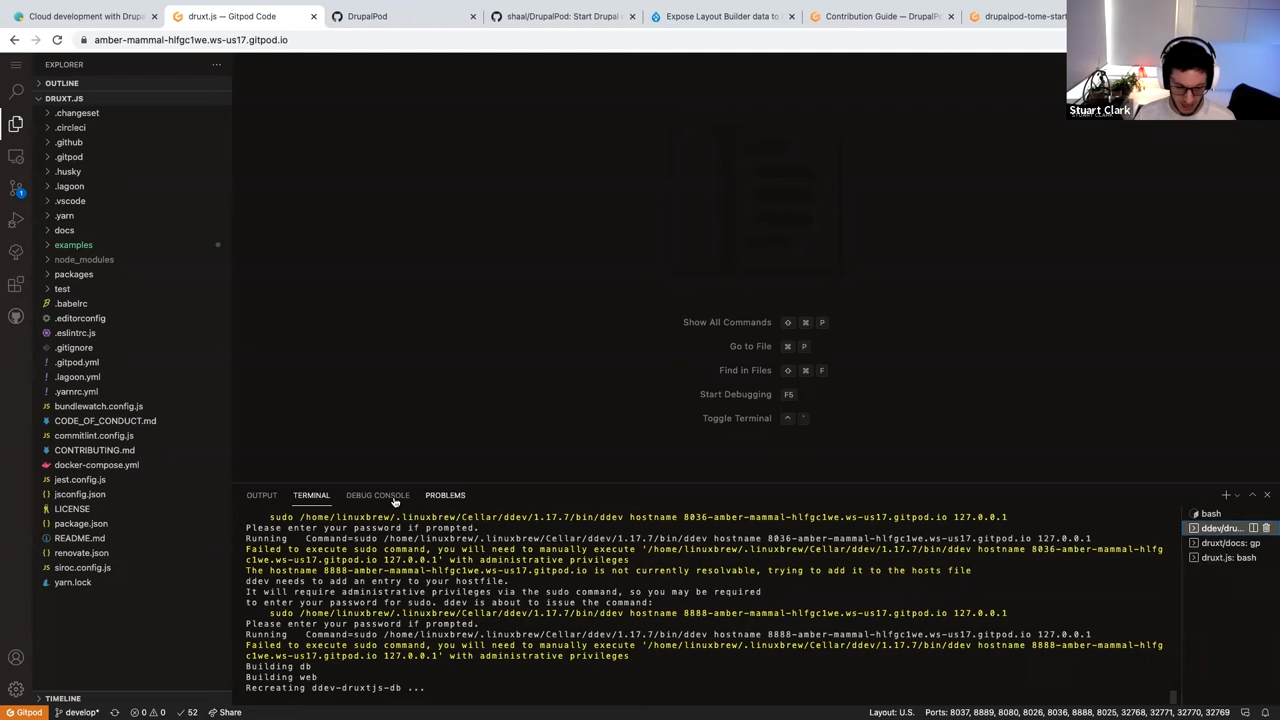 Cloud development with Drupa
druxt.js — Gitpod Code
DrupalPod
shaal/DrupalPod: Start Drupal
Expose Layout Builder data to
Contribution Guide — DrupalPo
drupalpod-tome-start
amber-mammal-hlfgc1we.ws-us17.gitpod.io
Stuart Clark
EXPLORER
OUTLINE
DRUXT.JS
.changeset
.circleci
.github
.gitpod
.husky
.lagoon
.vscode
.yarn
docs
examples
node_modules
packages
test
.babelrc
.editorconfig
.eslintrc.js
.gitignore
.gitpod.yml
.lagoon.yml
.yarnrc.yml
bundlewatch.config.js
CODE_OF_CONDUCT.md
commitlint.config.js
CONTRIBUTING.md
docker-compose.yml
jest.config.js
jsconfig.json
LICENSE
package.json
README.md
renovate.json
siroc.config.js
yarn.lock
TIMELINE
Show All Commands ⇧ ⌘ P
Go to File ⌘ P
Find in Files ⇧ ⌘ F
Start Debugging F5
Toggle Terminal ^ `
OUTPUT TERMINAL DEBUG CONSOLE PROBLEMS
sudo /home/linuxbrew/.linuxbrew/Cellar/ddev/1.17.7/bin/ddev hostname 8036-amber-mammal-hlfgc1we.ws-us17.gitpod.io 127.0.0.1
Please enter your password if prompted.
Running Command=sudo /home/linuxbrew/.linuxbrew/Cellar/ddev/1.17.7/bin/ddev hostname 8036-amber-mammal-hlfgc1we.ws-us17.gitpod.io 127.0.0.1
Failed to execute sudo command, you will need to manually execute '/home/linuxbrew/.linuxbrew/Cellar/ddev/1.17.7/bin/ddev hostname 8036-amber-mammal-hlfg
c1we.ws-us17.gitpod.io 127.0.0.1' with administrative privileges
The hostname 8888-amber-mammal-hlfgc1we.ws-us17.gitpod.io is not currently resolvable, trying to add it to the hosts file
ddev needs to add an entry to your hostfile.
It will require administrative privileges via the sudo command, so you may be required
to enter your password for sudo. ddev is about to issue the command:
sudo /home/linuxbrew/.linuxbrew/Cellar/ddev/1.17.7/bin/ddev hostname 8888-amber-mammal-hlfgc1we.ws-us17.gitpod.io 127.0.0.1
Please enter your password if prompted.
Running Command=sudo /home/linuxbrew/.linuxbrew/Cellar/ddev/1.17.7/bin/ddev hostname 8888-amber-mammal-hlfgc1we.ws-us17.gitpod.io 127.0.0.1
Failed to execute sudo command, you will need to manually execute '/home/linuxbrew/.linuxbrew/Cellar/ddev/1.17.7/bin/ddev hostname 8888-amber-mammal-hlfg
c1we.ws-us17.gitpod.io 127.0.0.1' with administrative privileges
Building db
Building web
Recreating ddev-druxtjs-db ...
bash
ddev/dru...
druxt/docs: gp
druxt.js: bash
Gitpod develop* 0 0 52 Share
Layout: U.S. Ports: 8037, 8889, 8080, 8026, 8036, 8888, 8025, 32768, 32771, 32770, 32769